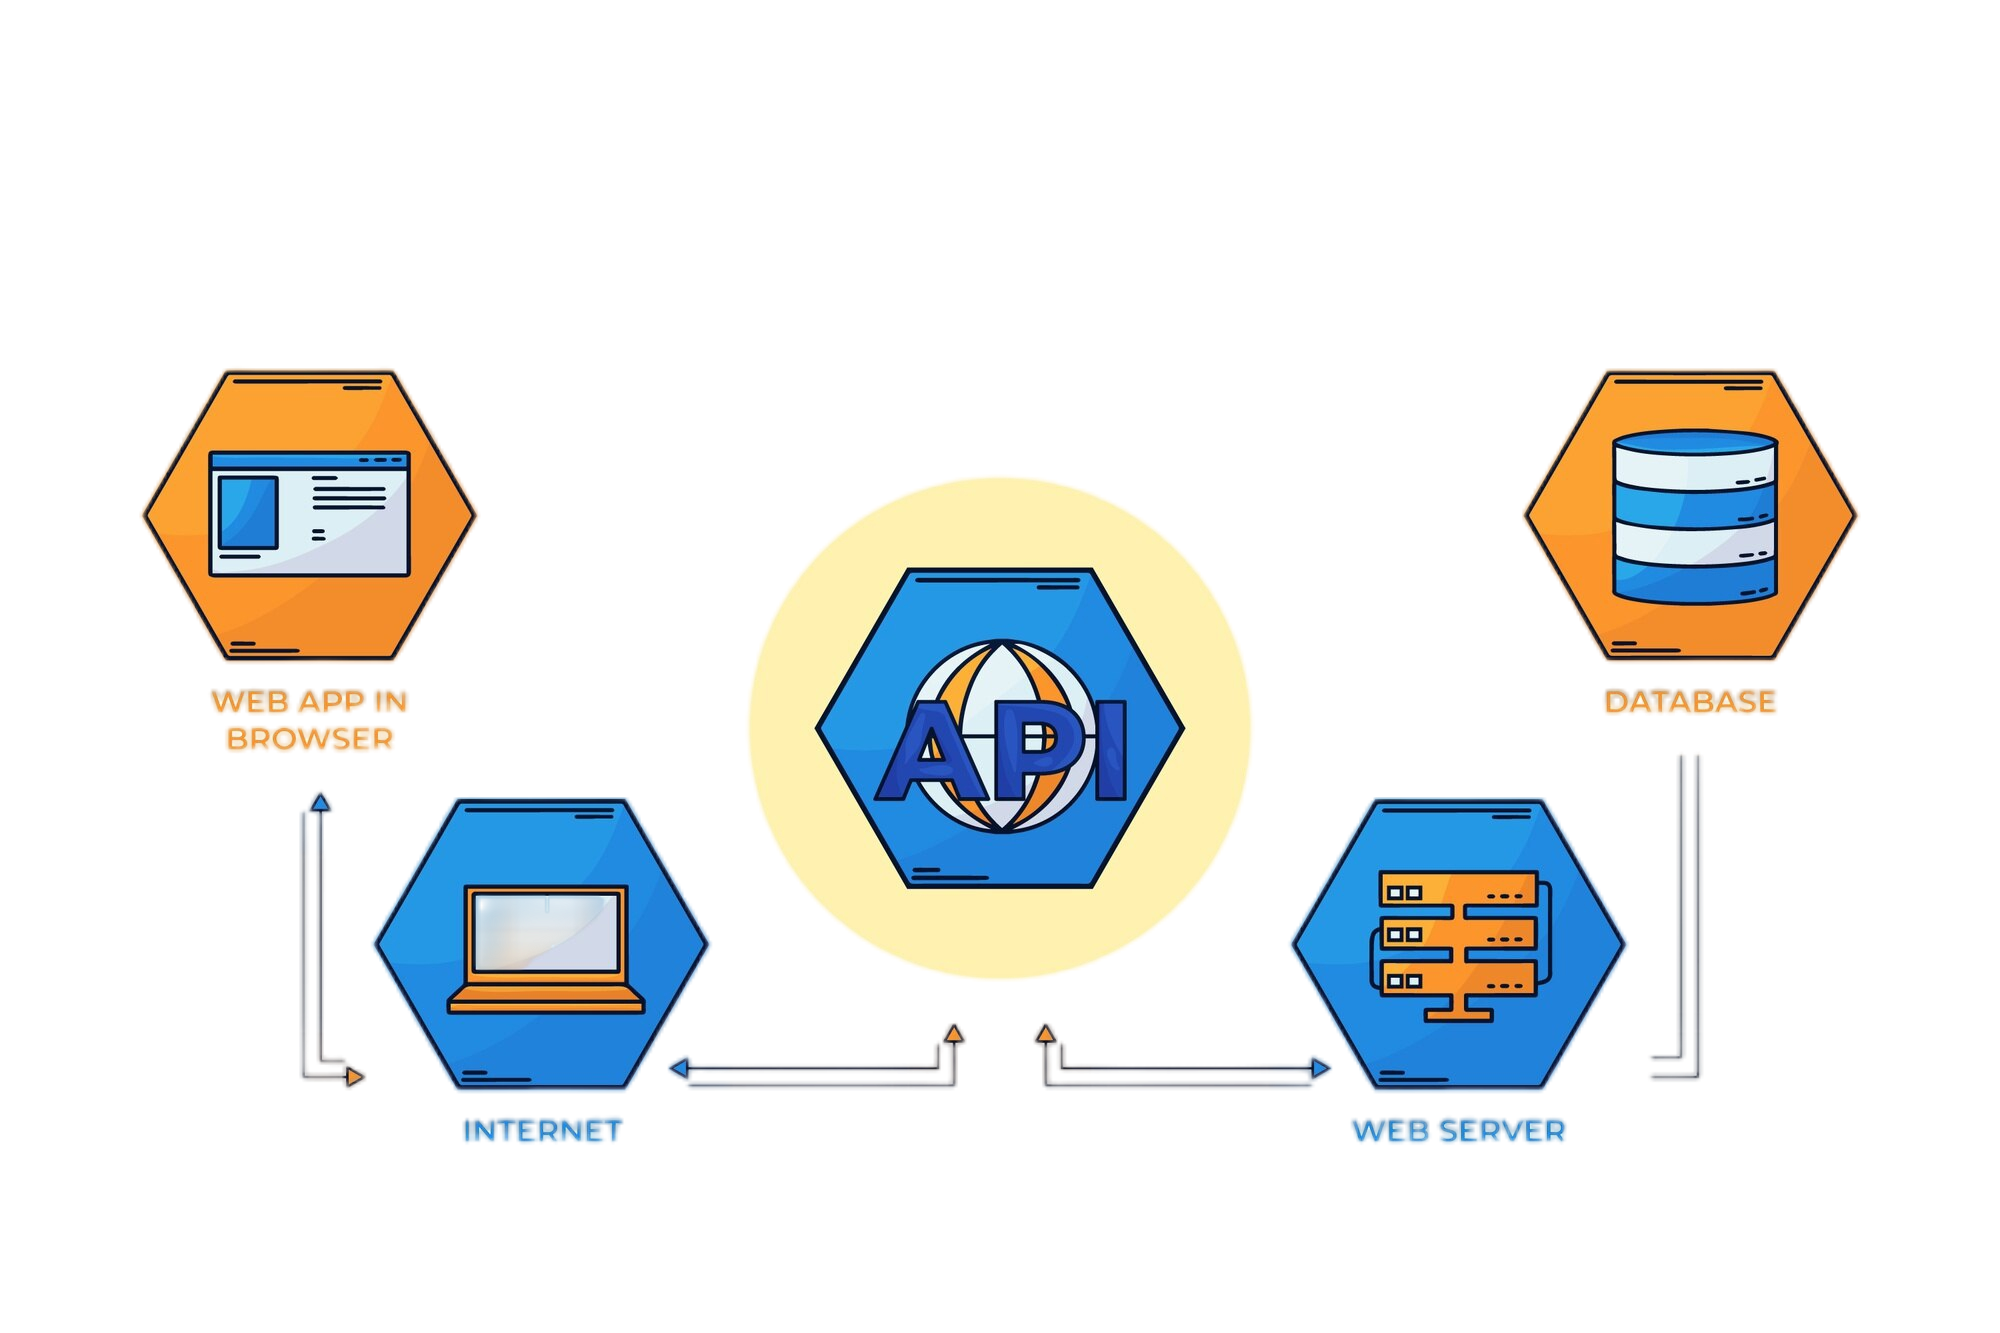 WEB APP IN
BROWSER
DATABASE
API
INTERNET
WEB SERVER